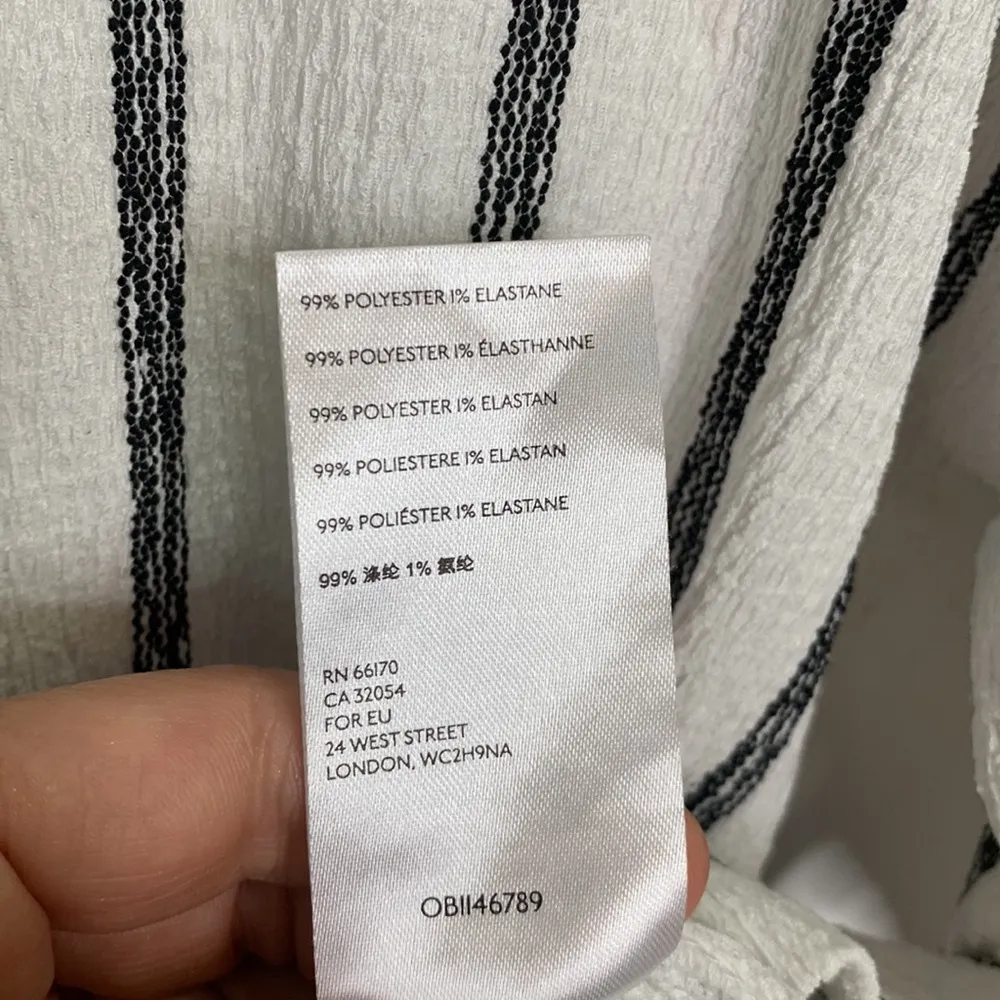 99% POLYESTER 1% ELASTANE
99% POLYESTER 1% ÉLASTHANNE
99% POLYESTER 1% ELASTAN
99% POLIESTERE 1% ELASTAN
99% POLIÉSTER 1% ELASTANE
99% 涤纶 1% 氨纶
RN 66170
CA 32054
FOR EU
24 WEST STREET
LONDON, WC2H9NA
OB1146789